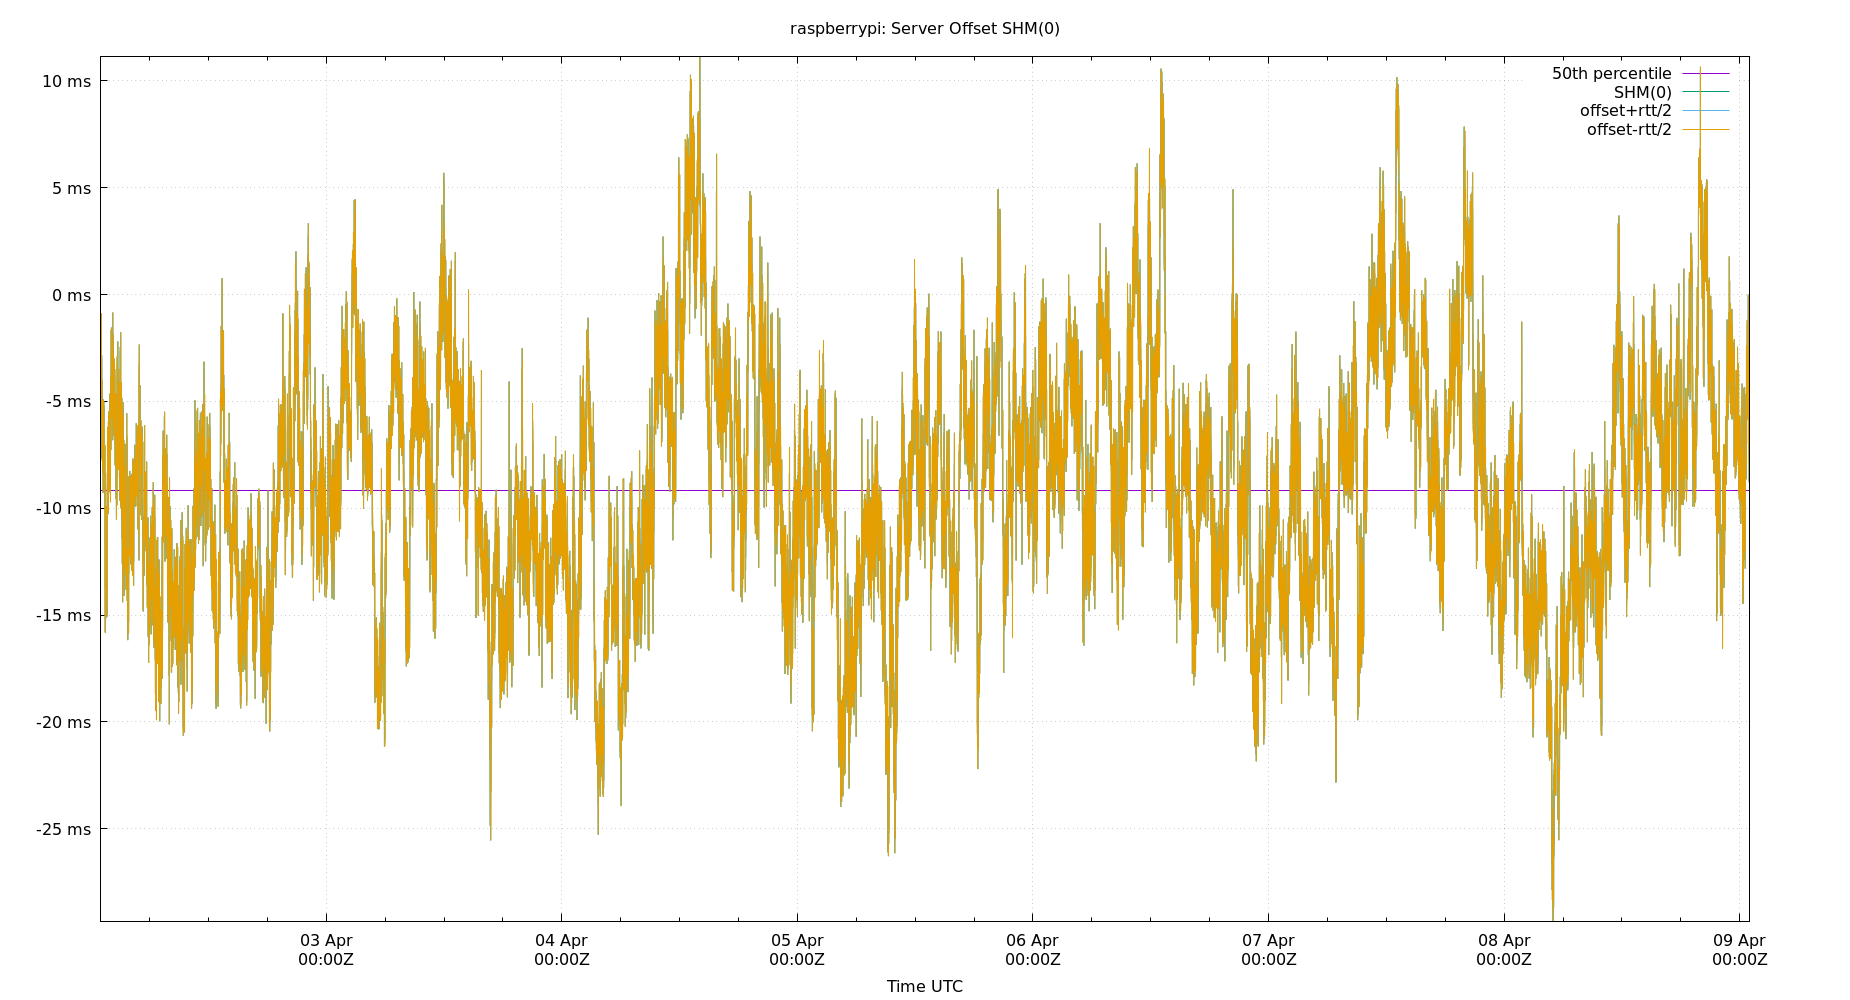 raspberrypi: Server Offset SHM(0)
10 ms
5 ms
0 ms
-5 ms
-10 ms
-15 ms
-20 ms
-25 ms
50th percentile
SHM(0)
offset+rtt/2
offset-rtt/2
03 Apr
00:00Z
04 Apr
00:00Z
05 Apr
00:00Z
06 Apr
00:00Z
07 Apr
00:00Z
08 Apr
00:00Z
09 Apr
00:00Z
Time UTC